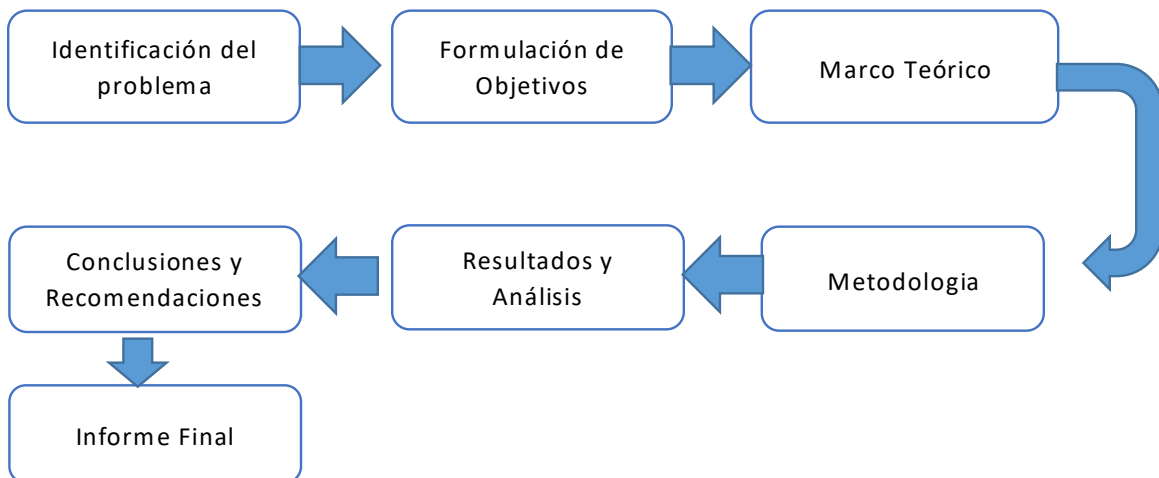 Identificación del
problema
Formulación de
Objetivos
Marco Teórico
Metodologia
Resultados y
Análisis
Conclusiones y
Recomendaciones
Informe Final